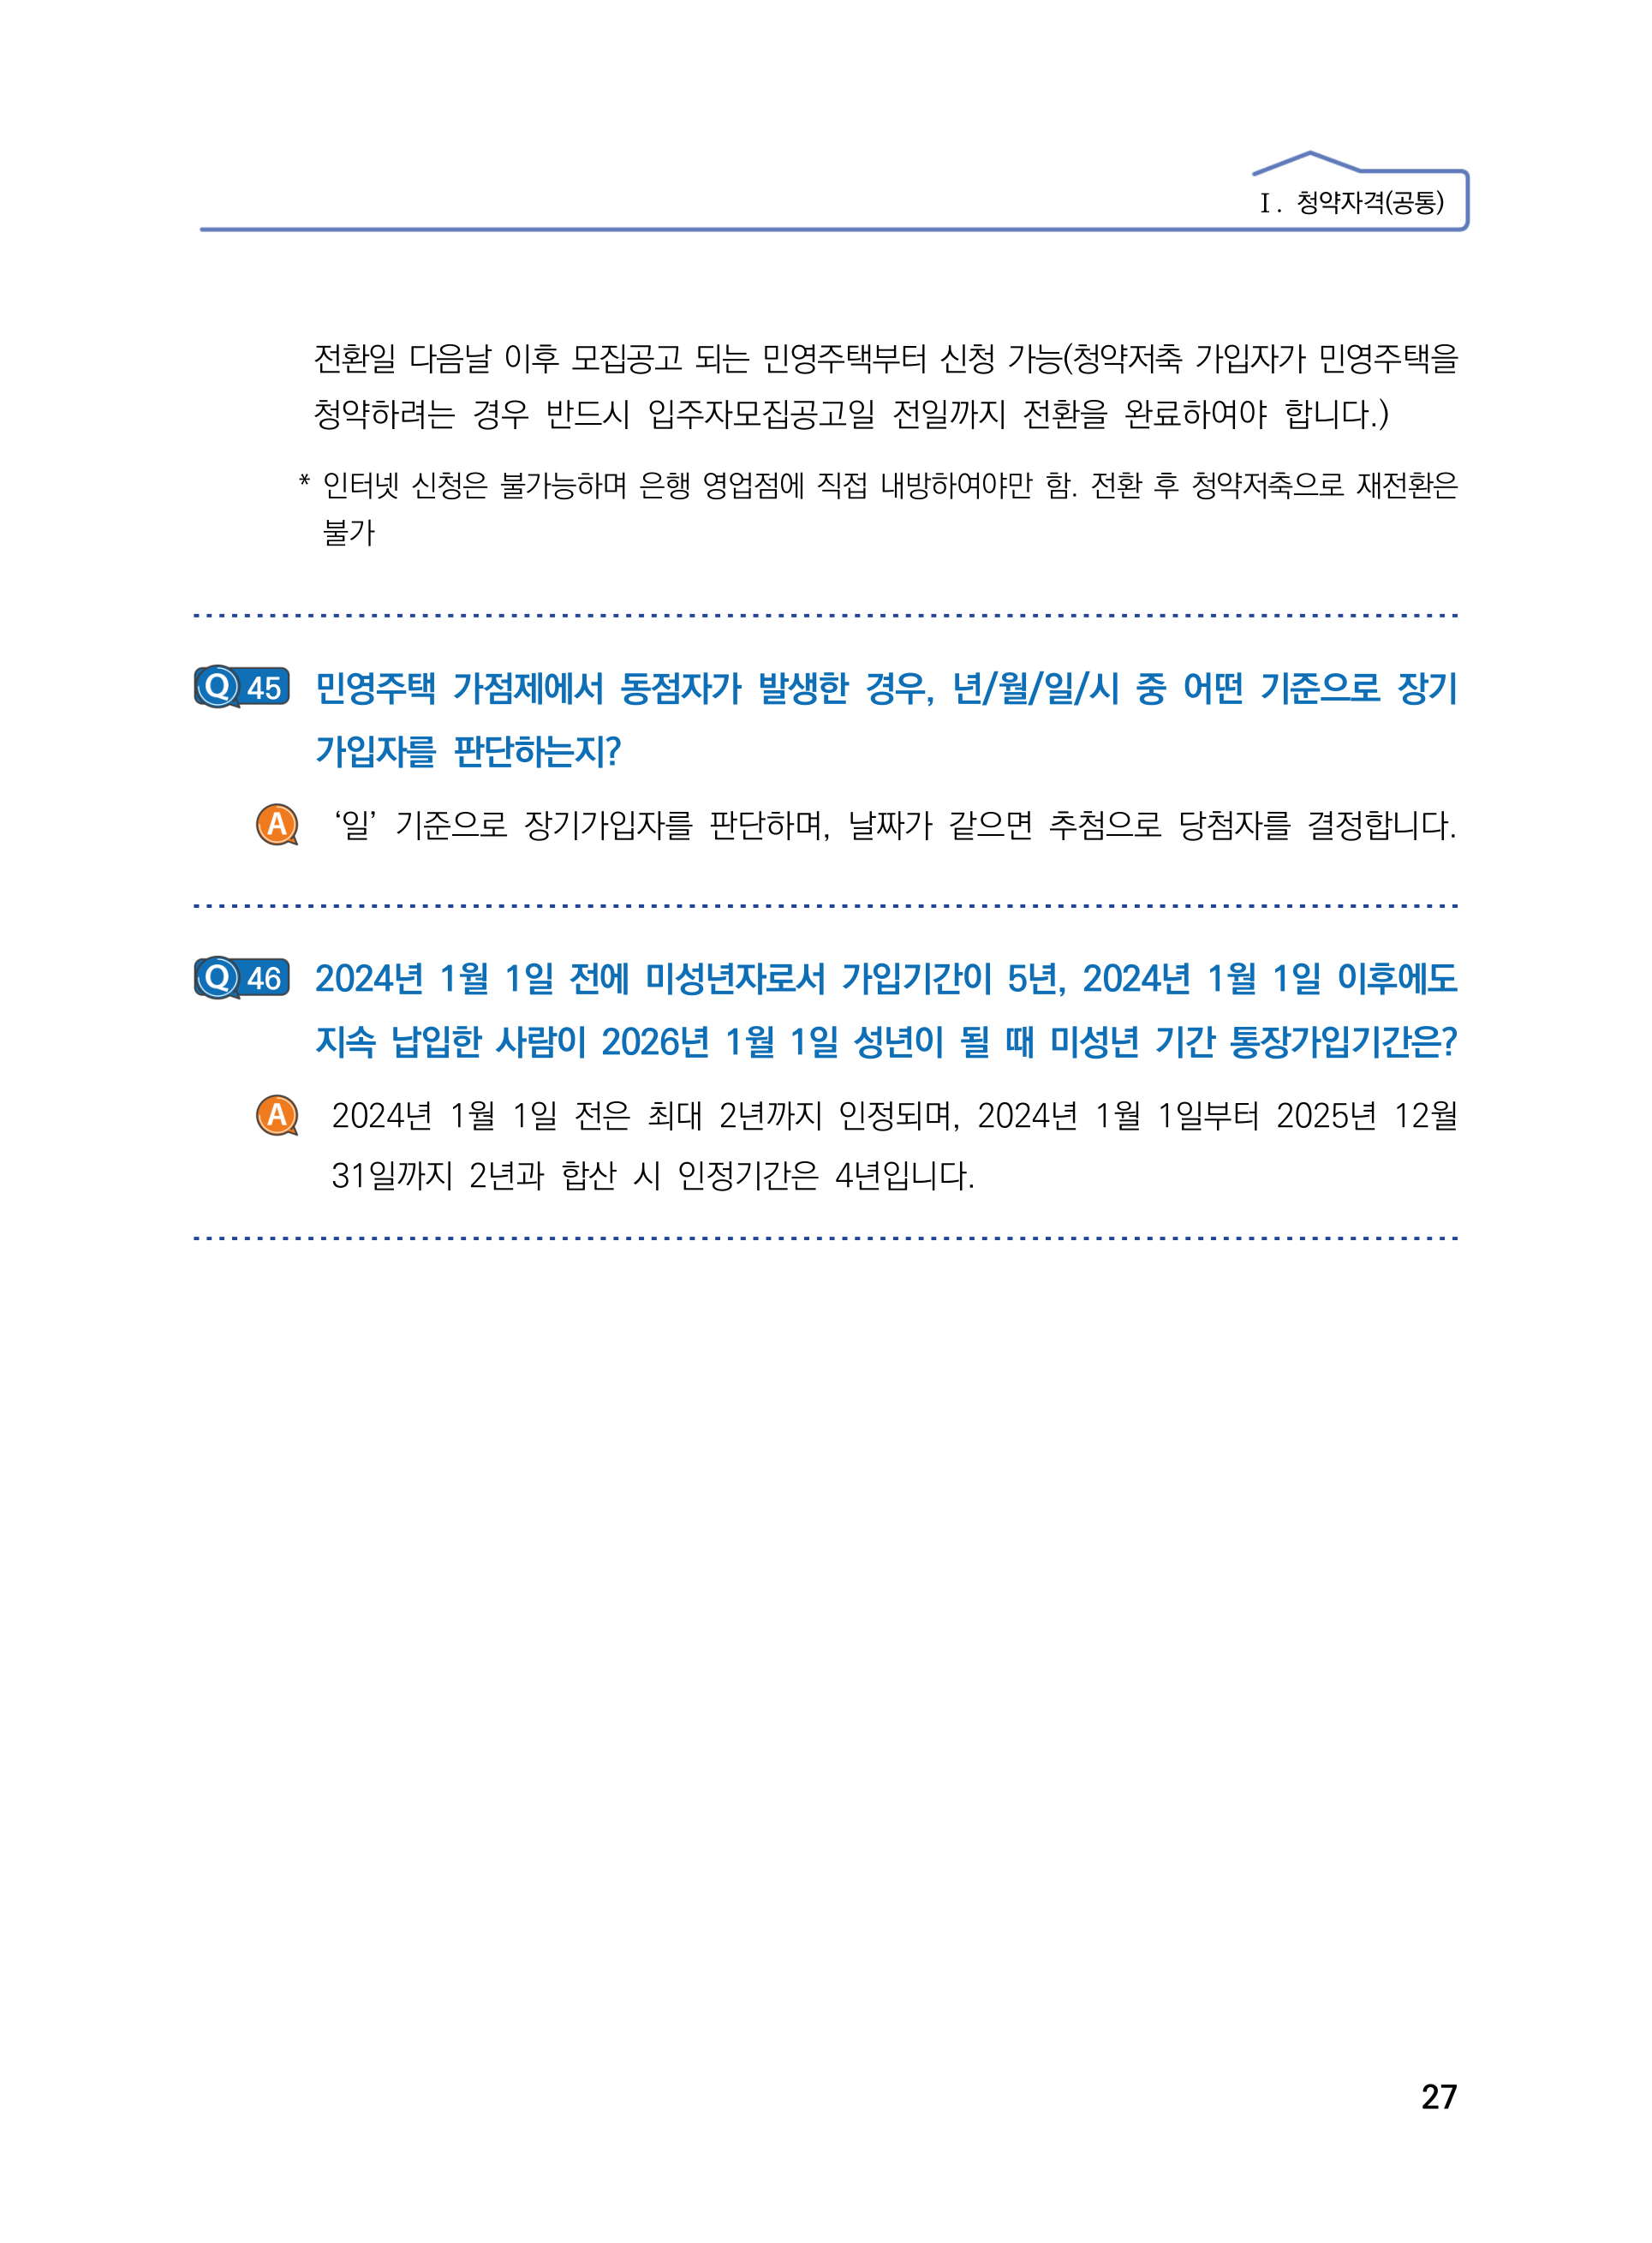 Ⅰ. 청약자격(공통)
전환일 다음날 이후 모집공고 되는 민영주택부터 신청 가능(청약저축 가입자가 민영주택을
청약하려는 경우 반드시 입주자모집공고일 전일까지 전환을 완료하여야 합니다.)
* 인터넷 신청은 불가능하며 은행 영업점에 직접 내방하여야만 함. 전환 후 청약저축으로 재전환은
불가
Q 45 민영주택 가점제에서 동점자가 발생한 경우, 년/월/일/시 중 어떤 기준으로 장기
가입자를 판단하는지?
A ‘일’ 기준으로 장기가입자를 판단하며, 날짜가 같으면 추첨으로 당첨자를 결정합니다.
Q 46 2024년 1월 1일 전에 미성년자로서 가입기간이 5년, 2024년 1월 1일 이후에도
지속 납입한 사람이 2026년 1월 1일 성년이 될 때 미성년 기간 통장가입기간은?
A 2024년 1월 1일 전은 최대 2년까지 인정되며, 2024년 1월 1일부터 2025년 12월
31일까지 2년과 합산 시 인정기간은 4년입니다.
27